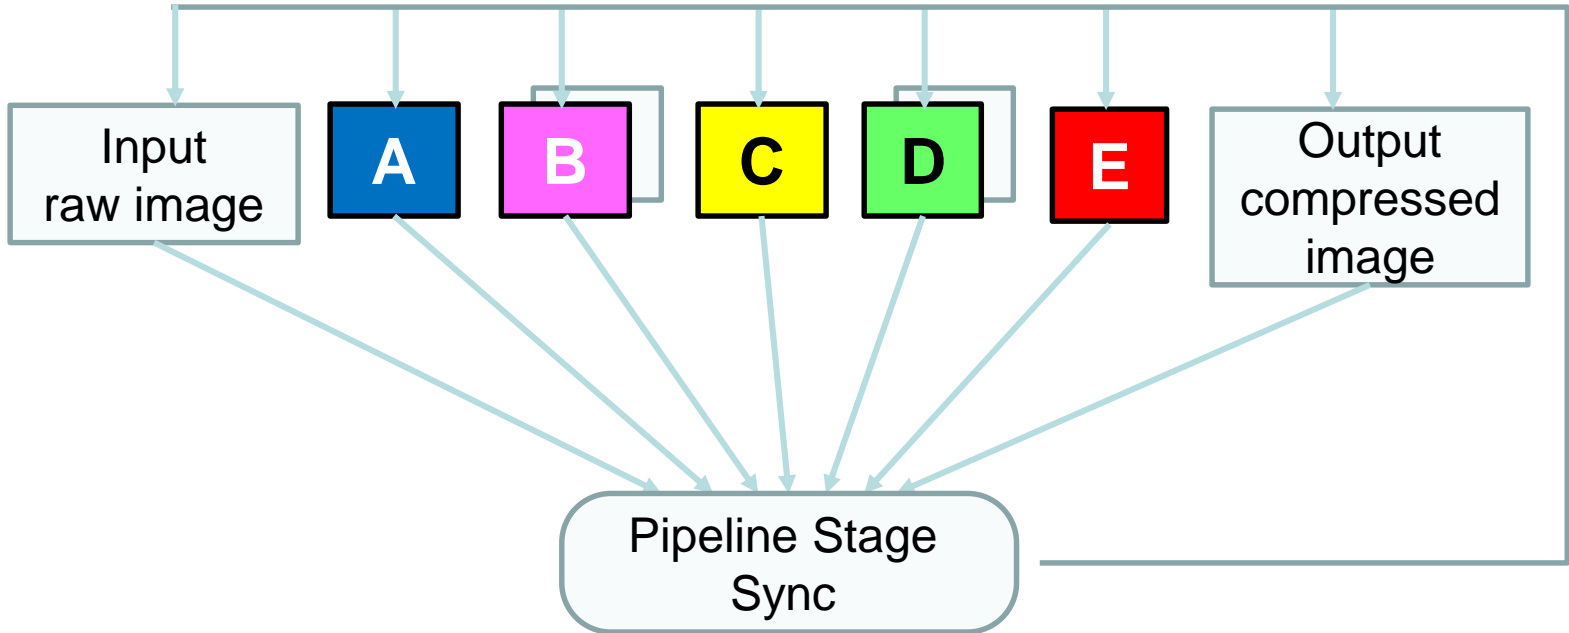 Input
raw image
A
B
C
D
E
Output
compressed
image
Pipeline Stage
Sync